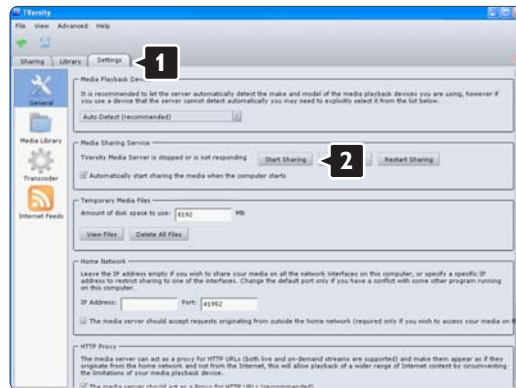 TVersity
File View Advanced Help
Sharing Library Settings
1
General
Media Library
Transcoder
Internet Feeds
Media Playback
It is recommended to let the server automatically detect the make and model of the media playback devices you are using, however if
you use a device that the server cannot detect automatically you may need to explicitly select it from the list below.
Auto Detect (recommended)
Media Sharing Service
TVersity Media Server is stopped or is not responding Start Sharing 2 Restart Sharing
Automatically start sharing the media when the computer starts
Temporary Media Files
Amount of disk space to use: 8192 MB
View Files Delete All Files
Home Network
Leave the IP address empty if you wish to share your media on all the network interfaces on this computer, or specify a specific IP
address to restrict sharing to one of the interfaces. Change the default port only if you have a conflict with some other program running
on this computer.
IP Address: Port: 41952
The media server should accept requests originating from outside the home network (required only if you wish to access your media on
HTTP Proxy
The media server can act as a proxy for HTTP URLs (both live and on-demand streams are supported) and make them appear as if they
originate from the home network and not from the Internet, this will allow playback of a wider range of Internet content by circumventing
the limitations of your media playback device.
The media server should act as a Proxy for HTTP URLs (recommended)